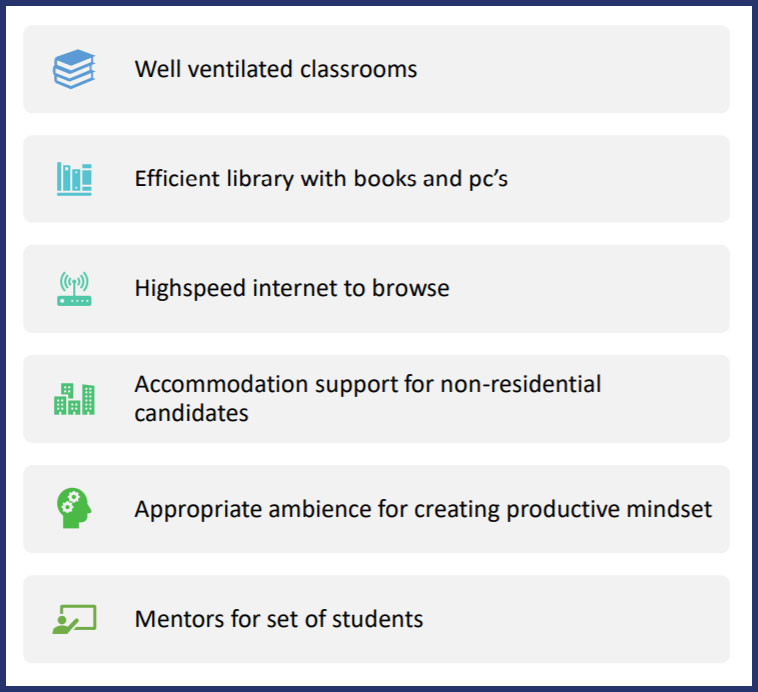 Well ventilated classrooms
Efficient library with books and pc’s
Highspeed internet to browse
Accommodation support for non-residential
candidates
Appropriate ambience for creating productive mindset
Mentors for set of students